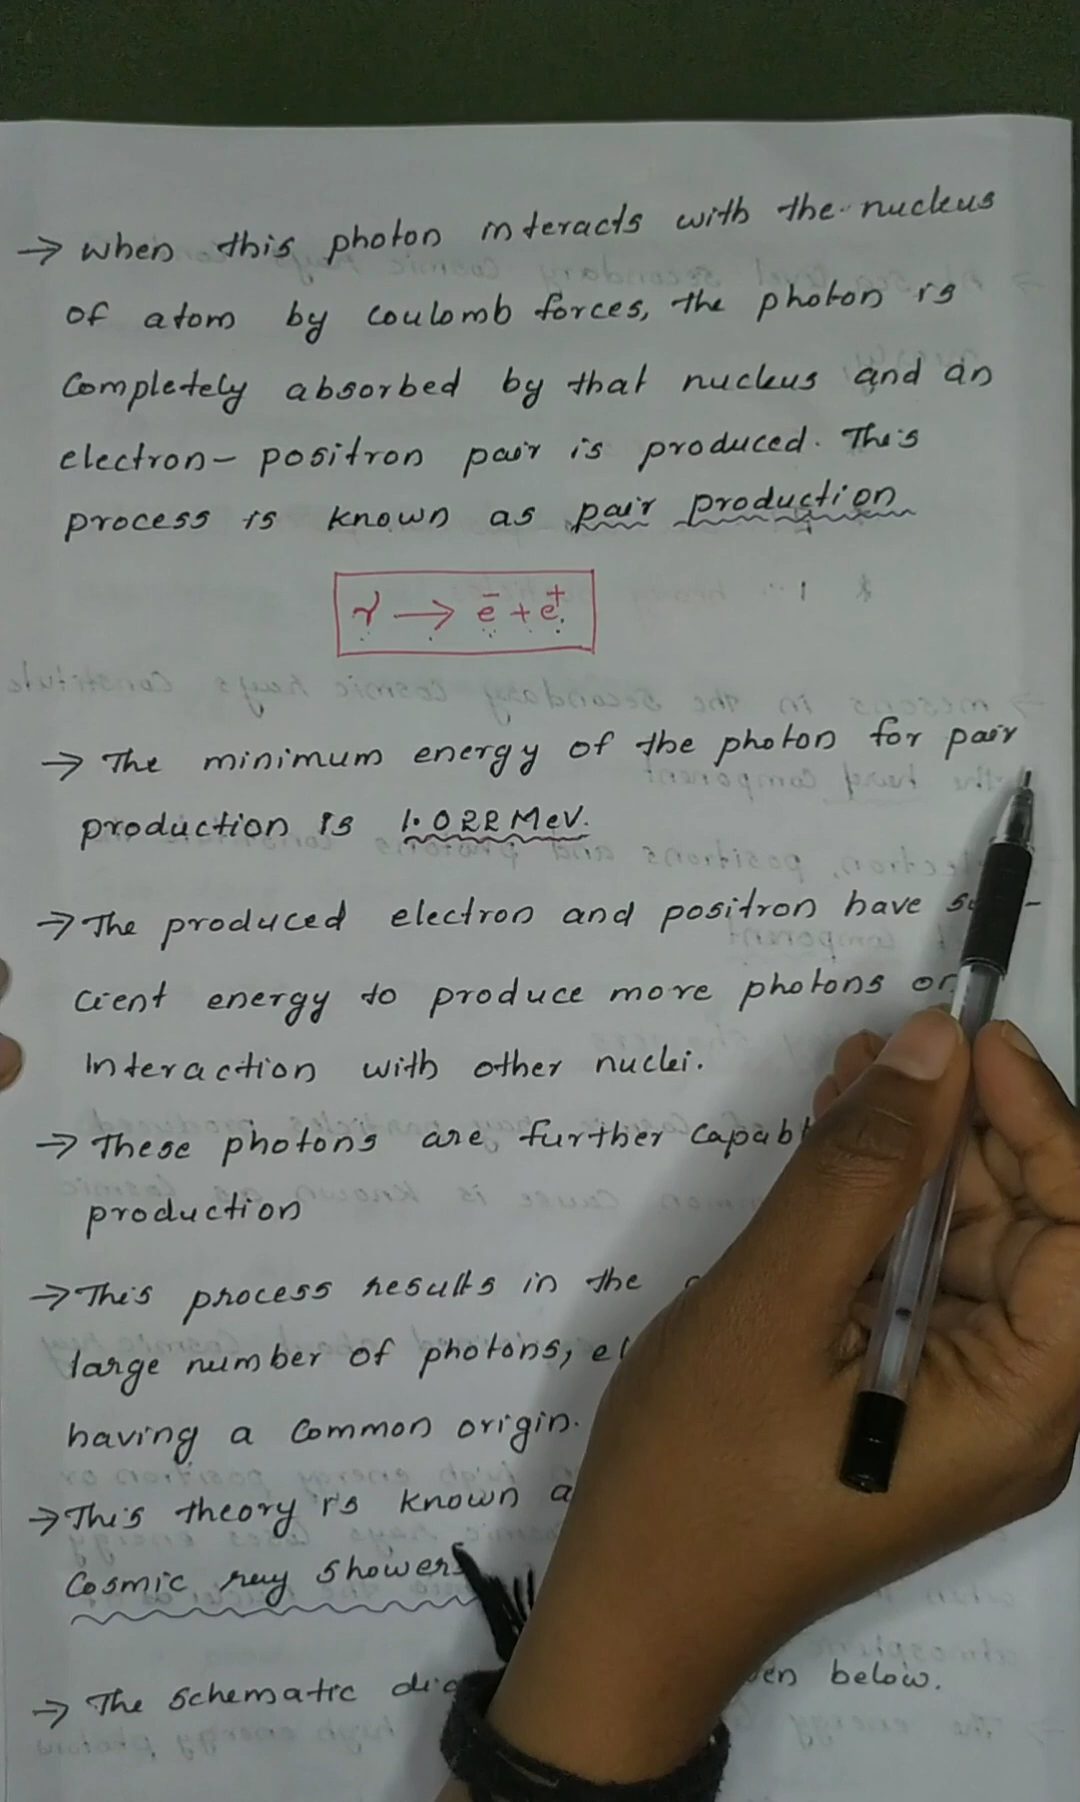 → When this photon interacts with the nucleus
of atom by coulomb forces, the photon is
completely absorbed by that nucleus and an
electron- positron pair is produced. This
process is known as pair production
γ → e⁻ + e⁺
→ The minimum energy of the photon for pair
production is 1.022 MeV.
→ The produced electron and positron have
cient energy to produce more photons on
Interaction with other nuclei.
→ These photons are further
production
→ This process results in the
large number of photons,
having a common origin.
→ This theory is known
Cosmic ray showers
→ The schematic below.